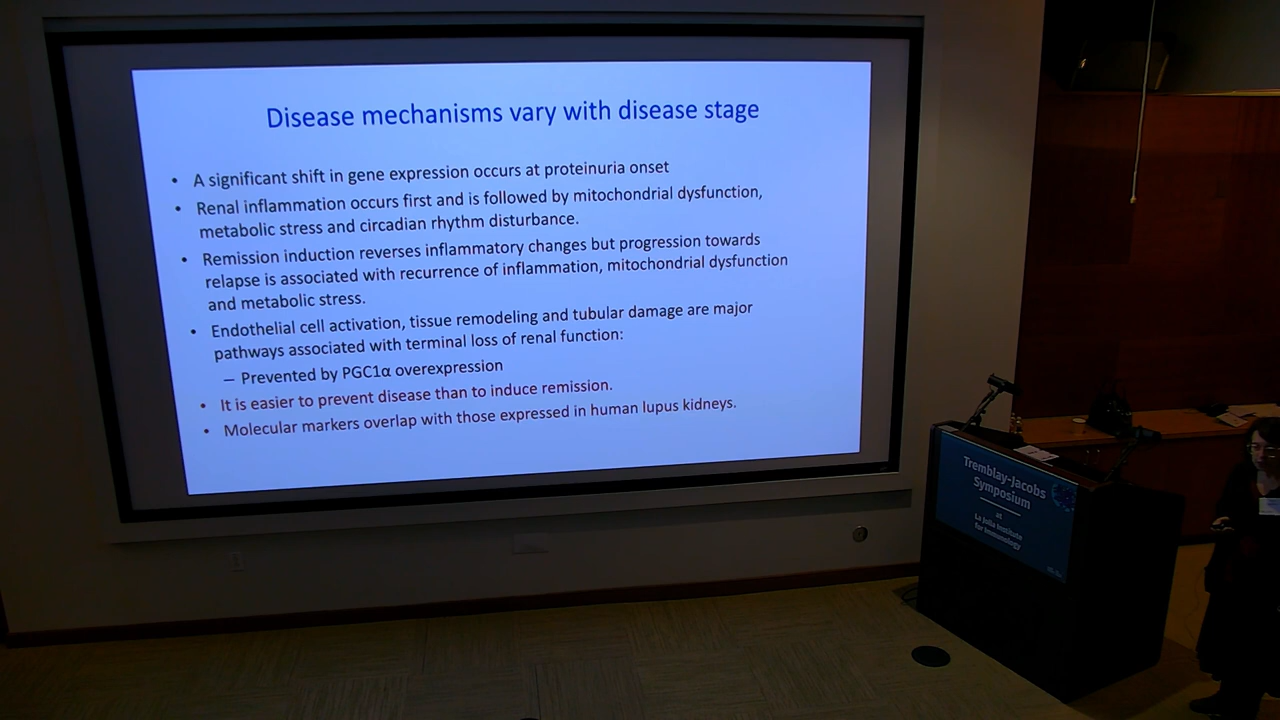 Disease mechanisms vary with disease stage
• A significant shift in gene expression occurs at proteinuria onset
• Renal inflammation occurs first and is followed by mitochondrial dysfunction,
metabolic stress and circadian rhythm disturbance.
• Remission induction reverses inflammatory changes but progression towards
relapse is associated with recurrence of inflammation, mitochondrial dysfunction
and metabolic stress.
• Endothelial cell activation, tissue remodeling and tubular damage are major
pathways associated with terminal loss of renal function:
– Prevented by PGC1α overexpression
• It is easier to prevent disease than to induce remission.
• Molecular markers overlap with those expressed in human lupus kidneys.
Tremblay-Jacobs
Symposium
at
La Jolla Institute
for Immunology